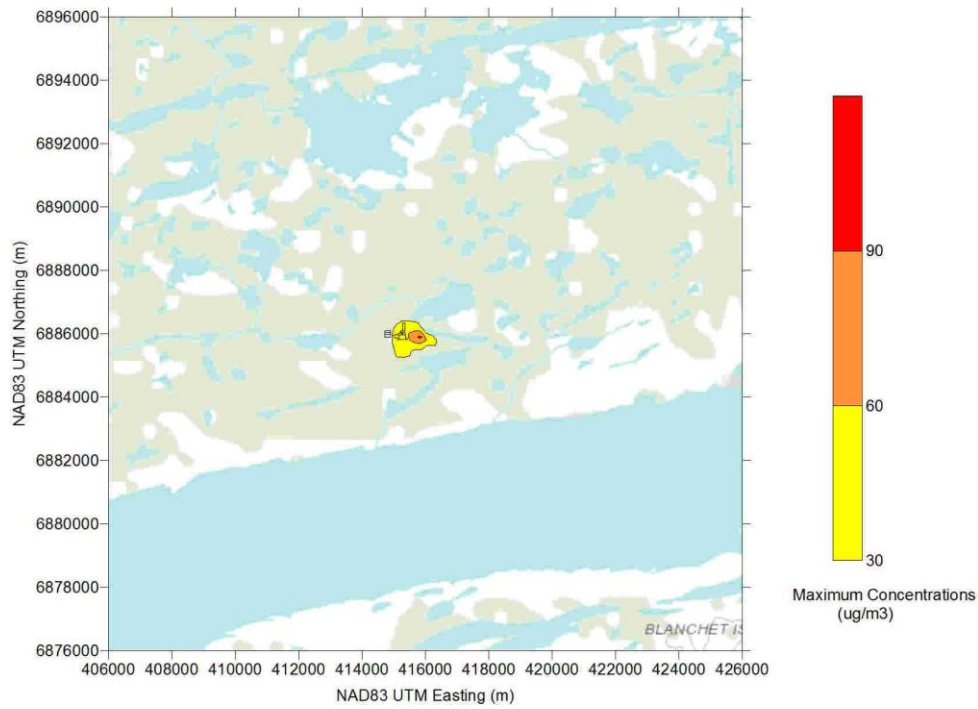 6896000
6894000
6892000
6890000
6888000
6886000
6884000
6882000
6880000
6878000
6876000
NAD83 UTM Northing (m)
406000 408000 410000 412000 414000 416000 418000 420000 422000 424000 426000
NAD83 UTM Easting (m)
BLANCHET IS
90
60
30
Maximum Concentrations
(ug/m3)